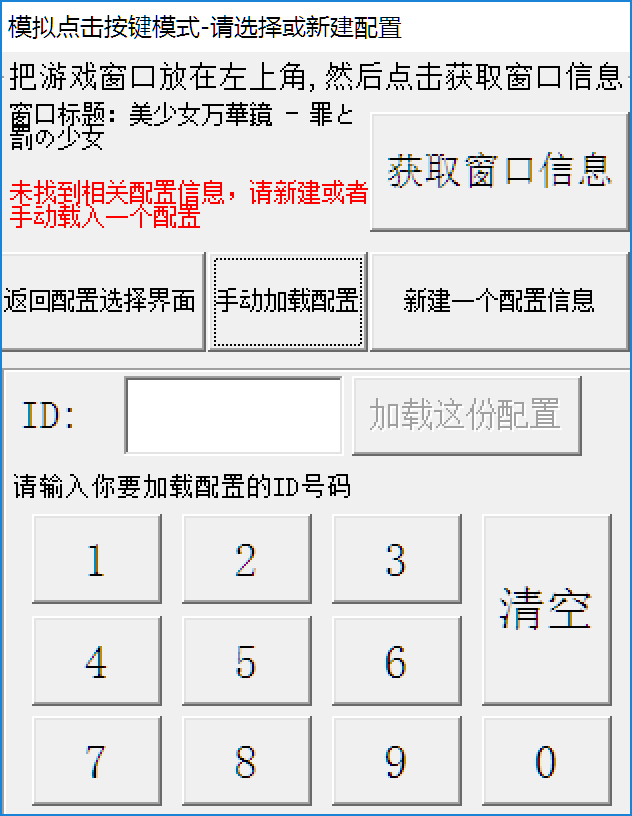 模拟点击按键模式-请选择或新建配置
把游戏窗口放在左上角,然后点击获取窗口信息
窗口标题：美少女万華鏡 - 罪と
罰の少女
获取窗口信息
未找到相关配置信息，请新建或者
手动载入一个配置
返回配置选择界面
手动加载配置
新建一个配置信息
ID:
加载这份配置
请输入你要加载配置的ID号码
1
2
3
清空
4
5
6
7
8
9
0